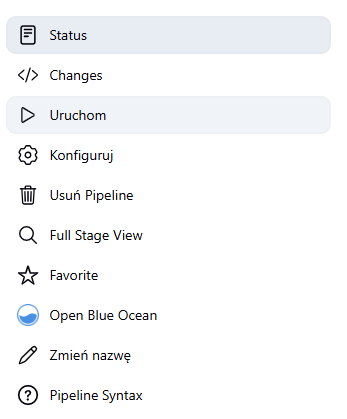 Status
Changes
Uruchom
Konfiguruj
Usuń Pipeline
Full Stage View
Favorite
Open Blue Ocean
Zmień nazwę
Pipeline Syntax